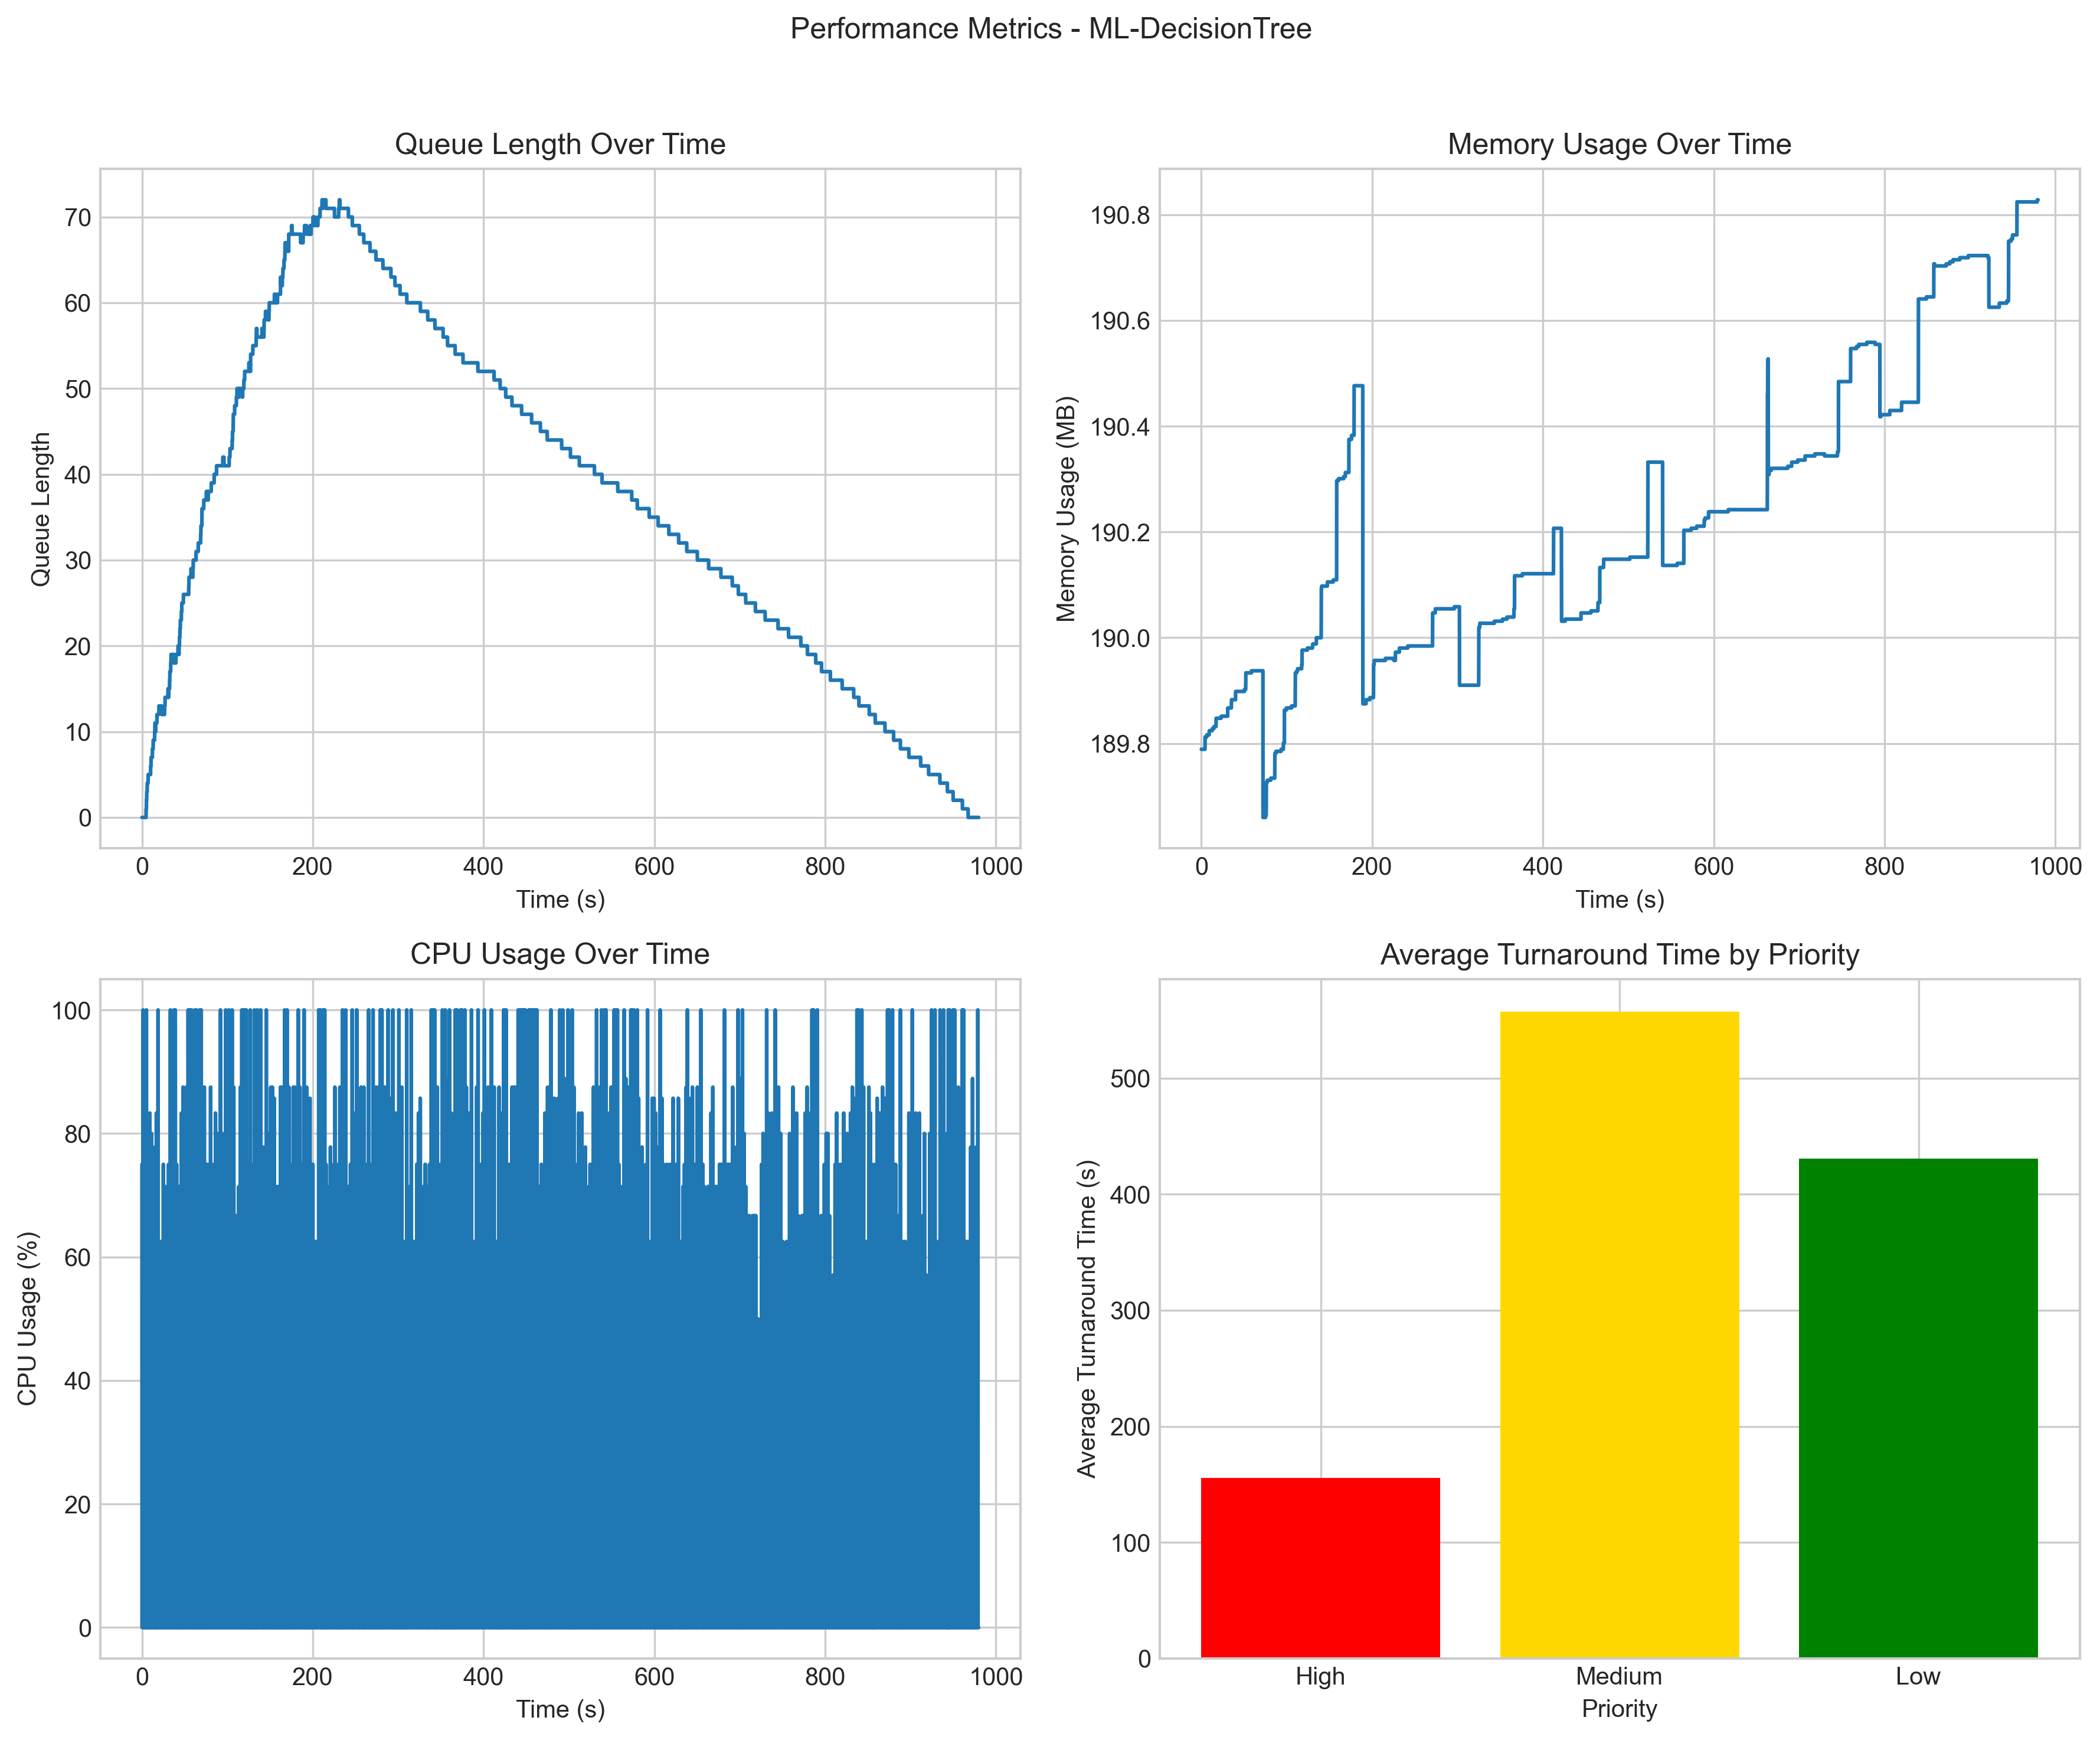 Performance Metrics - ML-DecisionTree
Queue Length Over Time
70
60
50
40
30
20
10
0
Queue Length
0 200 400 600 800 1000
Time (s)
Memory Usage Over Time
190.8
190.6
190.4
190.2
190.0
189.8
Memory Usage (MB)
0 200 400 600 800 1000
Time (s)
CPU Usage Over Time
100
80
60
40
20
0
CPU Usage (%)
0 200 400 600 800 1000
Time (s)
Average Turnaround Time by Priority
500
400
300
200
100
0
Average Turnaround Time (s)
High Medium Low
Priority